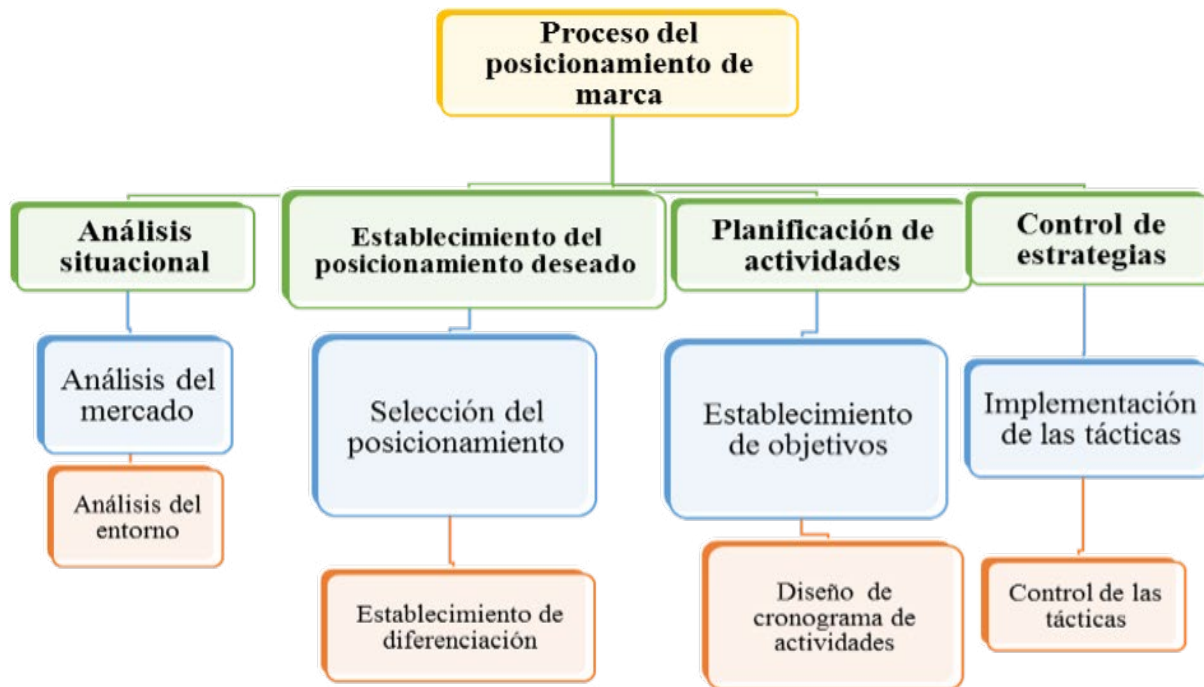 Proceso del
posicionamiento de
marca
Análisis
situacional
Establecimiento del
posicionamiento deseado
Planificación de
actividades
Control de
estrategias
Análisis del
mercado
Selección del
posicionamiento
Establecimiento
de objetivos
Implementación
de las tácticas
Análisis del
entorno
Establecimiento de
diferenciación
Diseño de
cronograma de
actividades
Control de las
tácticas